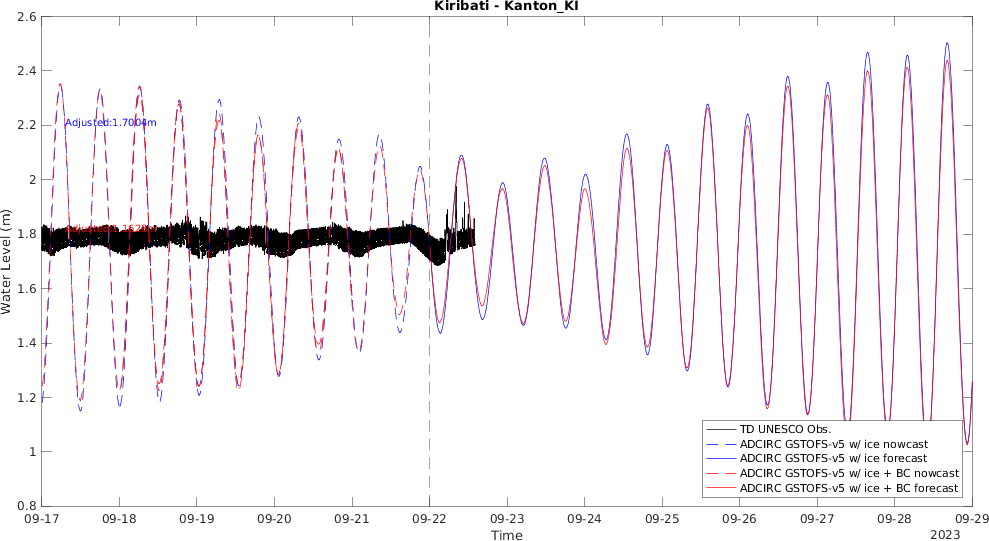 Kiribati - Kanton_KI
Water Level (m)
2.6
2.4
2.2
2
1.8
1.6
1.4
1.2
1
0.8
Adjusted:1.7004m
09-17
09-18
09-19
09-20
09-21
09-22
09-23
09-24
09-25
09-26
09-27
09-28
09-29
Time
2023
TD UNESCO Obs.
ADCIRC GSTOFS-v5 w/ ice nowcast
ADCIRC GSTOFS-v5 w/ ice forecast
ADCIRC GSTOFS-v5 w/ ice + BC nowcast
ADCIRC GSTOFS-v5 w/ ice + BC forecast